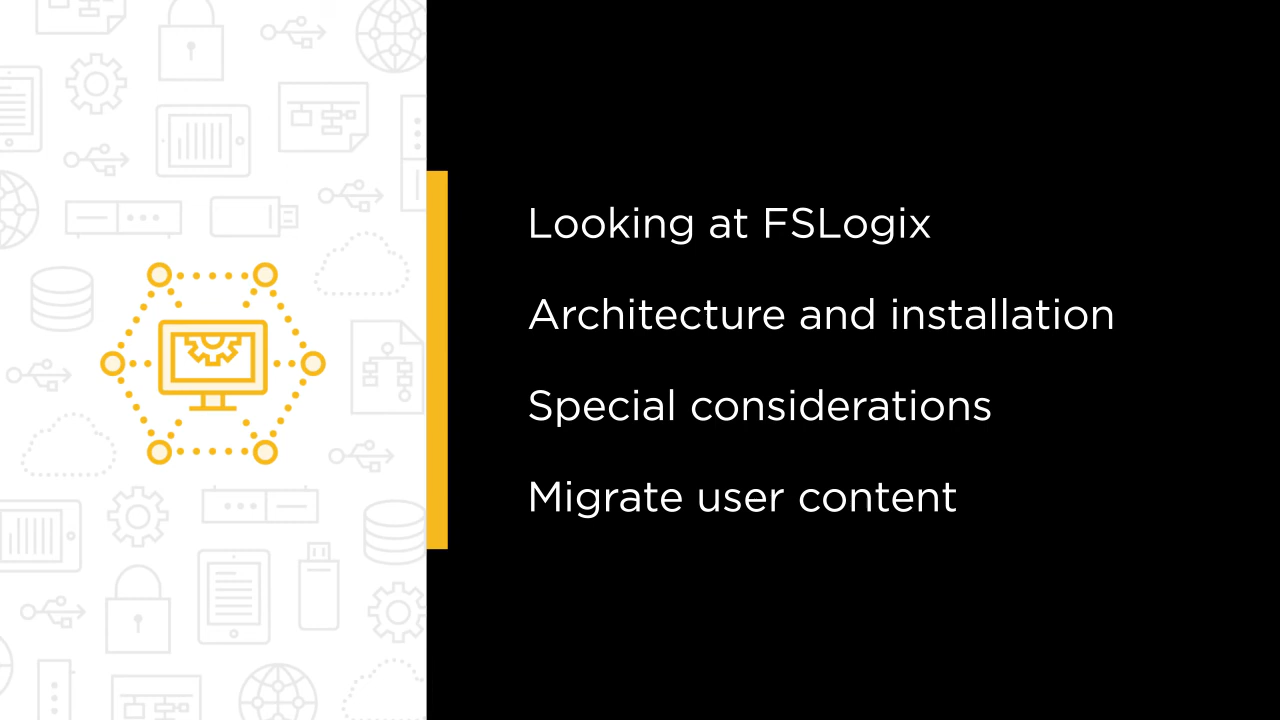 Looking at FSLogix
Architecture and installation
Special considerations
Migrate user content